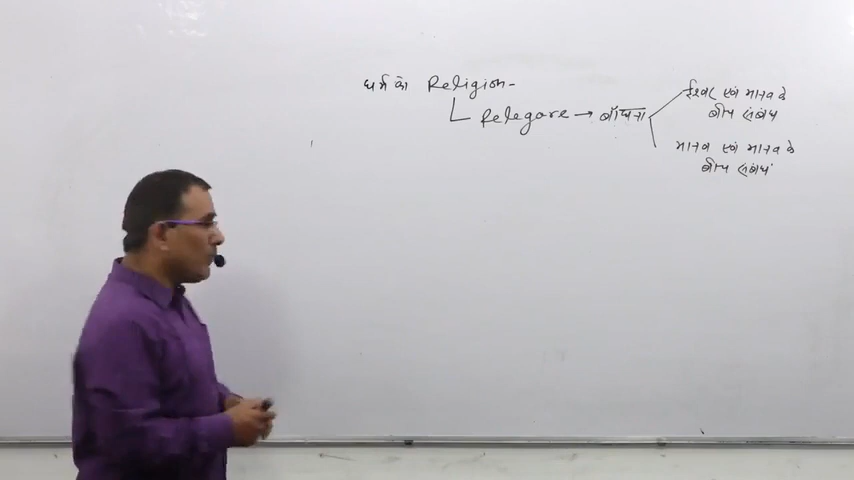 धर्म को Religion-
Relegare → बाँधना
ईश्वर एवं मानव के
बीच संबंध
मानव एवं मानव के
बीच संबंध